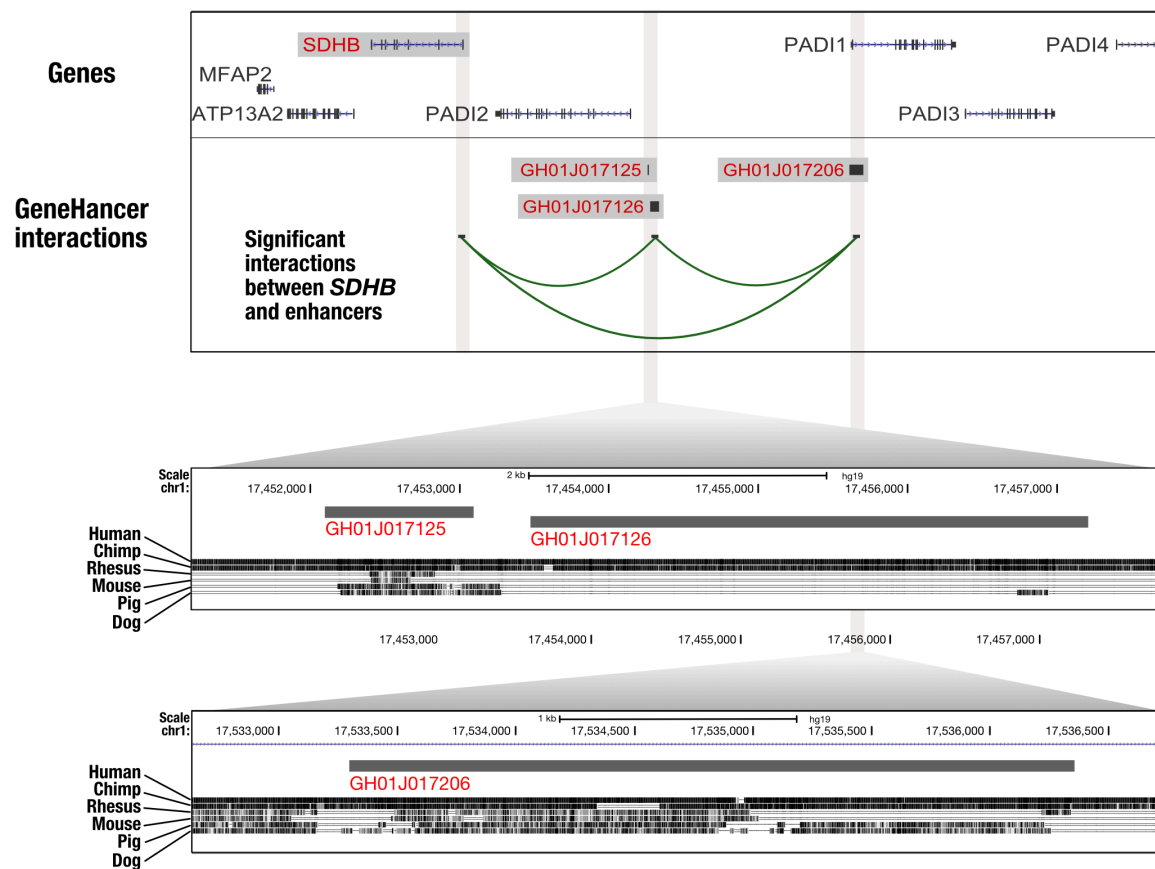 Genes
SDHB
PADI1
PADI4
MFAP2
ATP13A2
PADI2
PADI3
GeneHancer
interactions
GH01J017125
GH01J017206
GH01J017126
Significant
interactions
between SDHB
and enhancers
Scale
chr1:
2 kb
hg19
17,452,000
17,453,000
17,454,000
17,455,000
17,456,000
17,457,000
GH01J017125
GH01J017126
Human
Chimp
Rhesus
Mouse
Pig
Dog
17,453,000
17,454,000
17,455,000
17,456,000
17,457,000
Scale
chr1:
1 kb
hg19
17,533,000
17,533,500
17,534,000
17,534,500
17,535,000
17,535,500
17,536,000
17,536,500
GH01J017206
Human
Chimp
Rhesus
Mouse
Pig
Dog